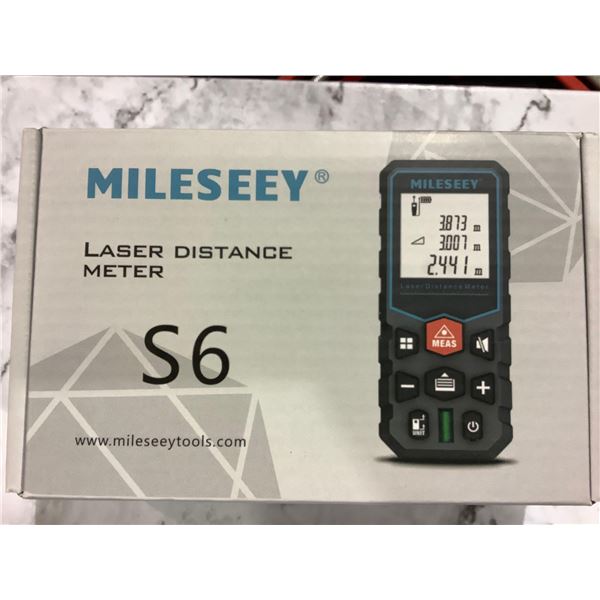 MILESEEY®
LASER DISTANCE
METER
S6
www.mileseeytools.com
MILESEEY
3.873 m
3.007 m
2.441 m
Laser Distance Meter
MEAS
UNIT